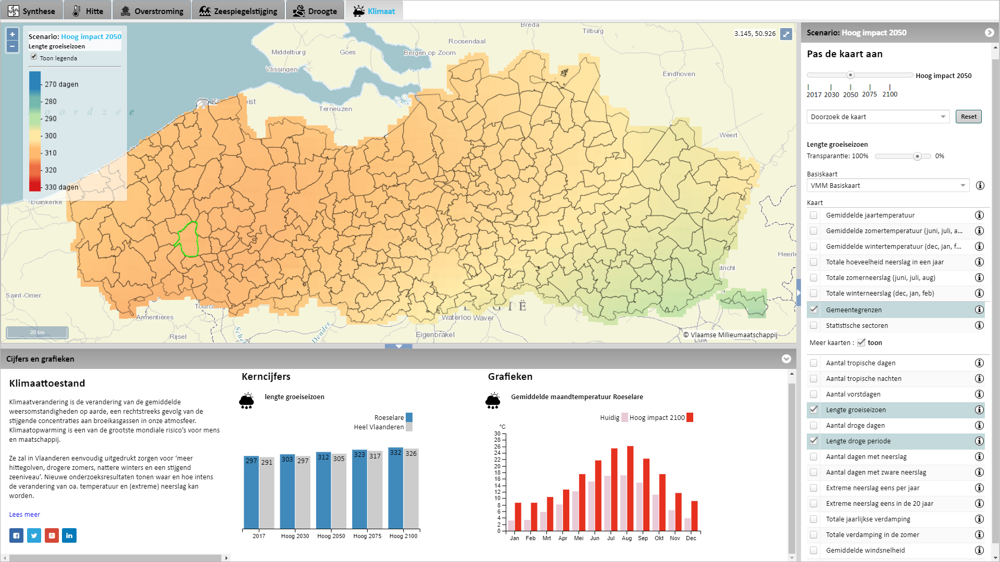 Synthese
Hitte
Overstroming
Zeespiegelstijging
Droogte
Klimaat
Scenario: Hoog impact 2050
Lengte groeiseizoen
Toon legenda
270 dagen
280
290
300
310
320
330 dagen
Breda
Tilburg
Roosendaal
Middelburg
Goes
Bergen op Zoom
Vlissingen
Eindhoven
Terneuzen
Weert
Duinkerke
Saint-Omer
Armentieres
Rijsel
Waterloo Waver
Eigenbrakel
Dender
20 km
3.145, 50.926
© Vlaamse Milieumaatschappij
Scenario: Hoog impact 2050
Pas de kaart aan
Hoog impact 2050
2017 2030 2050 2075 2100
Doorzoek de kaart
Reset
Lengte groeiseizoen
Transparantie: 100%
0%
Basiskaart
VMM Basiskaart
Kaart
Gemiddelde jaartemperatuur
Gemiddelde zomertemperatuur (juni, juli, a...
Gemiddelde wintertemperatuur (dec, jan, f...
Totale hoeveelheid neerslag in een jaar
Totale zomerneerslag (juni, juli, aug)
Totale winterneerslag (dec, jan, feb)
Gemeentegrenzen
Statistische sectoren
Meer kaarten : toon
Aantal tropische dagen
Aantal tropische nachten
Aantal vorstdagen
Lengte groeiseizoen
Aantal droge dagen
Lengte droge periode
Aantal dagen met neerslag
Aantal dagen met zware neerslag
Extreme neerslag eens per jaar
Extreme neerslag eens in de 20 jaar
Totale jaarlijkse verdamping
Totale verdamping in de zomer
Gemiddelde windsnelheid
Cijfers en grafieken
Klimaattoestand
Klimaatverandering is de verandering van de gemiddelde
weersomstandigheden op aarde, een rechtstreeks gevolg van de
stijgende concentraties aan broeikasgassen in onze atmosfeer.
Klimaatopwarming is een van de grootste mondiale risico's voor mens
en maatschappij.
Ze zal in Vlaanderen eenvoudig uitgedrukt zorgen voor ‘meer
hittegolven, drogere zomers, nattere winters en een stijgend
zeeniveau’. Nieuwe onderzoeksresultaten tonen waar en hoe intens
de verandering van oa. temperatuur en (extreme) neerslag kan
worden.
Lees meer
Kerncijfers
lengte groeiseizoen
Roeselare
Heel Vlaanderen
297 291 303 297 312 305 323 317 332 326
2017 Hoog 2030 Hoog 2050 Hoog 2075 Hoog 2100
Grafieken
Gemiddelde maandtemperatuur Roeselare
Huidig Hoog impact 2100
°C
30
28
26
24
22
20
18
16
14
12
10
8
6
4
2
0
Jan Feb Mrt Apr Mei Jun Jul Aug Sep Okt Nov Dec